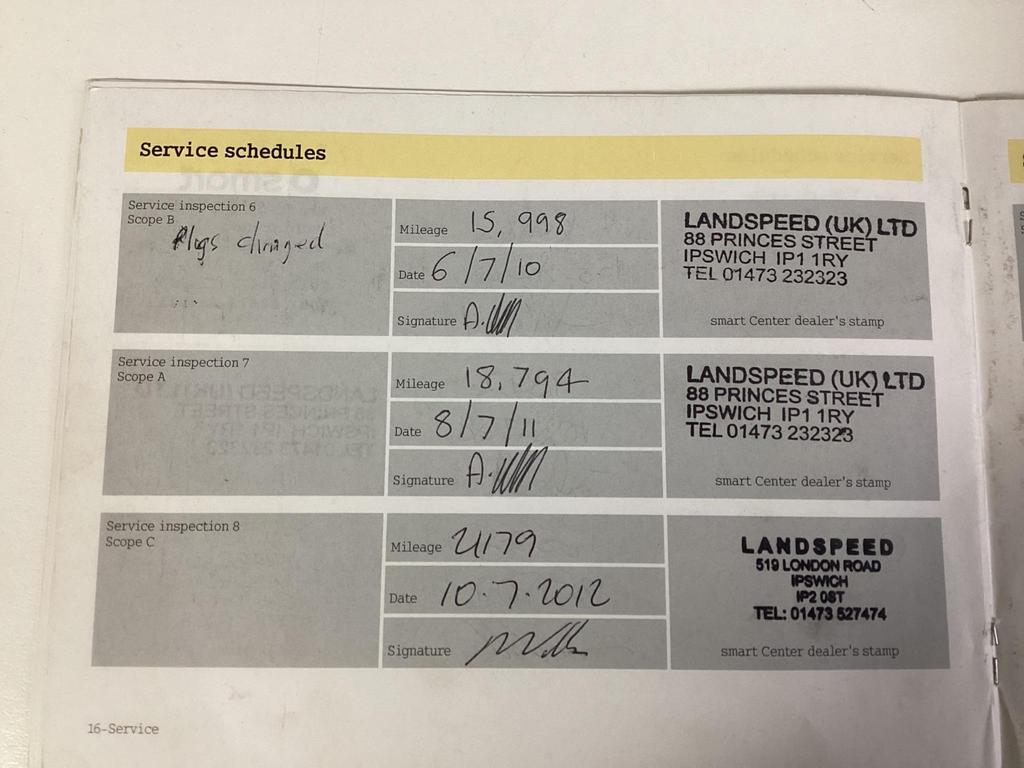 Service schedules
Service inspection 6
Scope B
Plugs changed
Mileage 15,998
Date 6/7/10
Signature
LANDSPEED (UK) LTD
88 PRINCES STREET
IPSWICH IP1 1RY
TEL 01473 232323
smart Center dealer's stamp
Service inspection 7
Scope A
Mileage 18,794
Date 8/7/11
Signature
LANDSPEED (UK) LTD
88 PRINCES STREET
IPSWICH IP1 1RY
TEL 01473 232323
smart Center dealer's stamp
Service inspection 8
Scope C
Mileage 21179
Date 10.7.2012
Signature
LANDSPEED
519 LONDON ROAD
IPSWICH
IP2 0ST
TEL: 01473 527474
smart Center dealer's stamp
16-Service